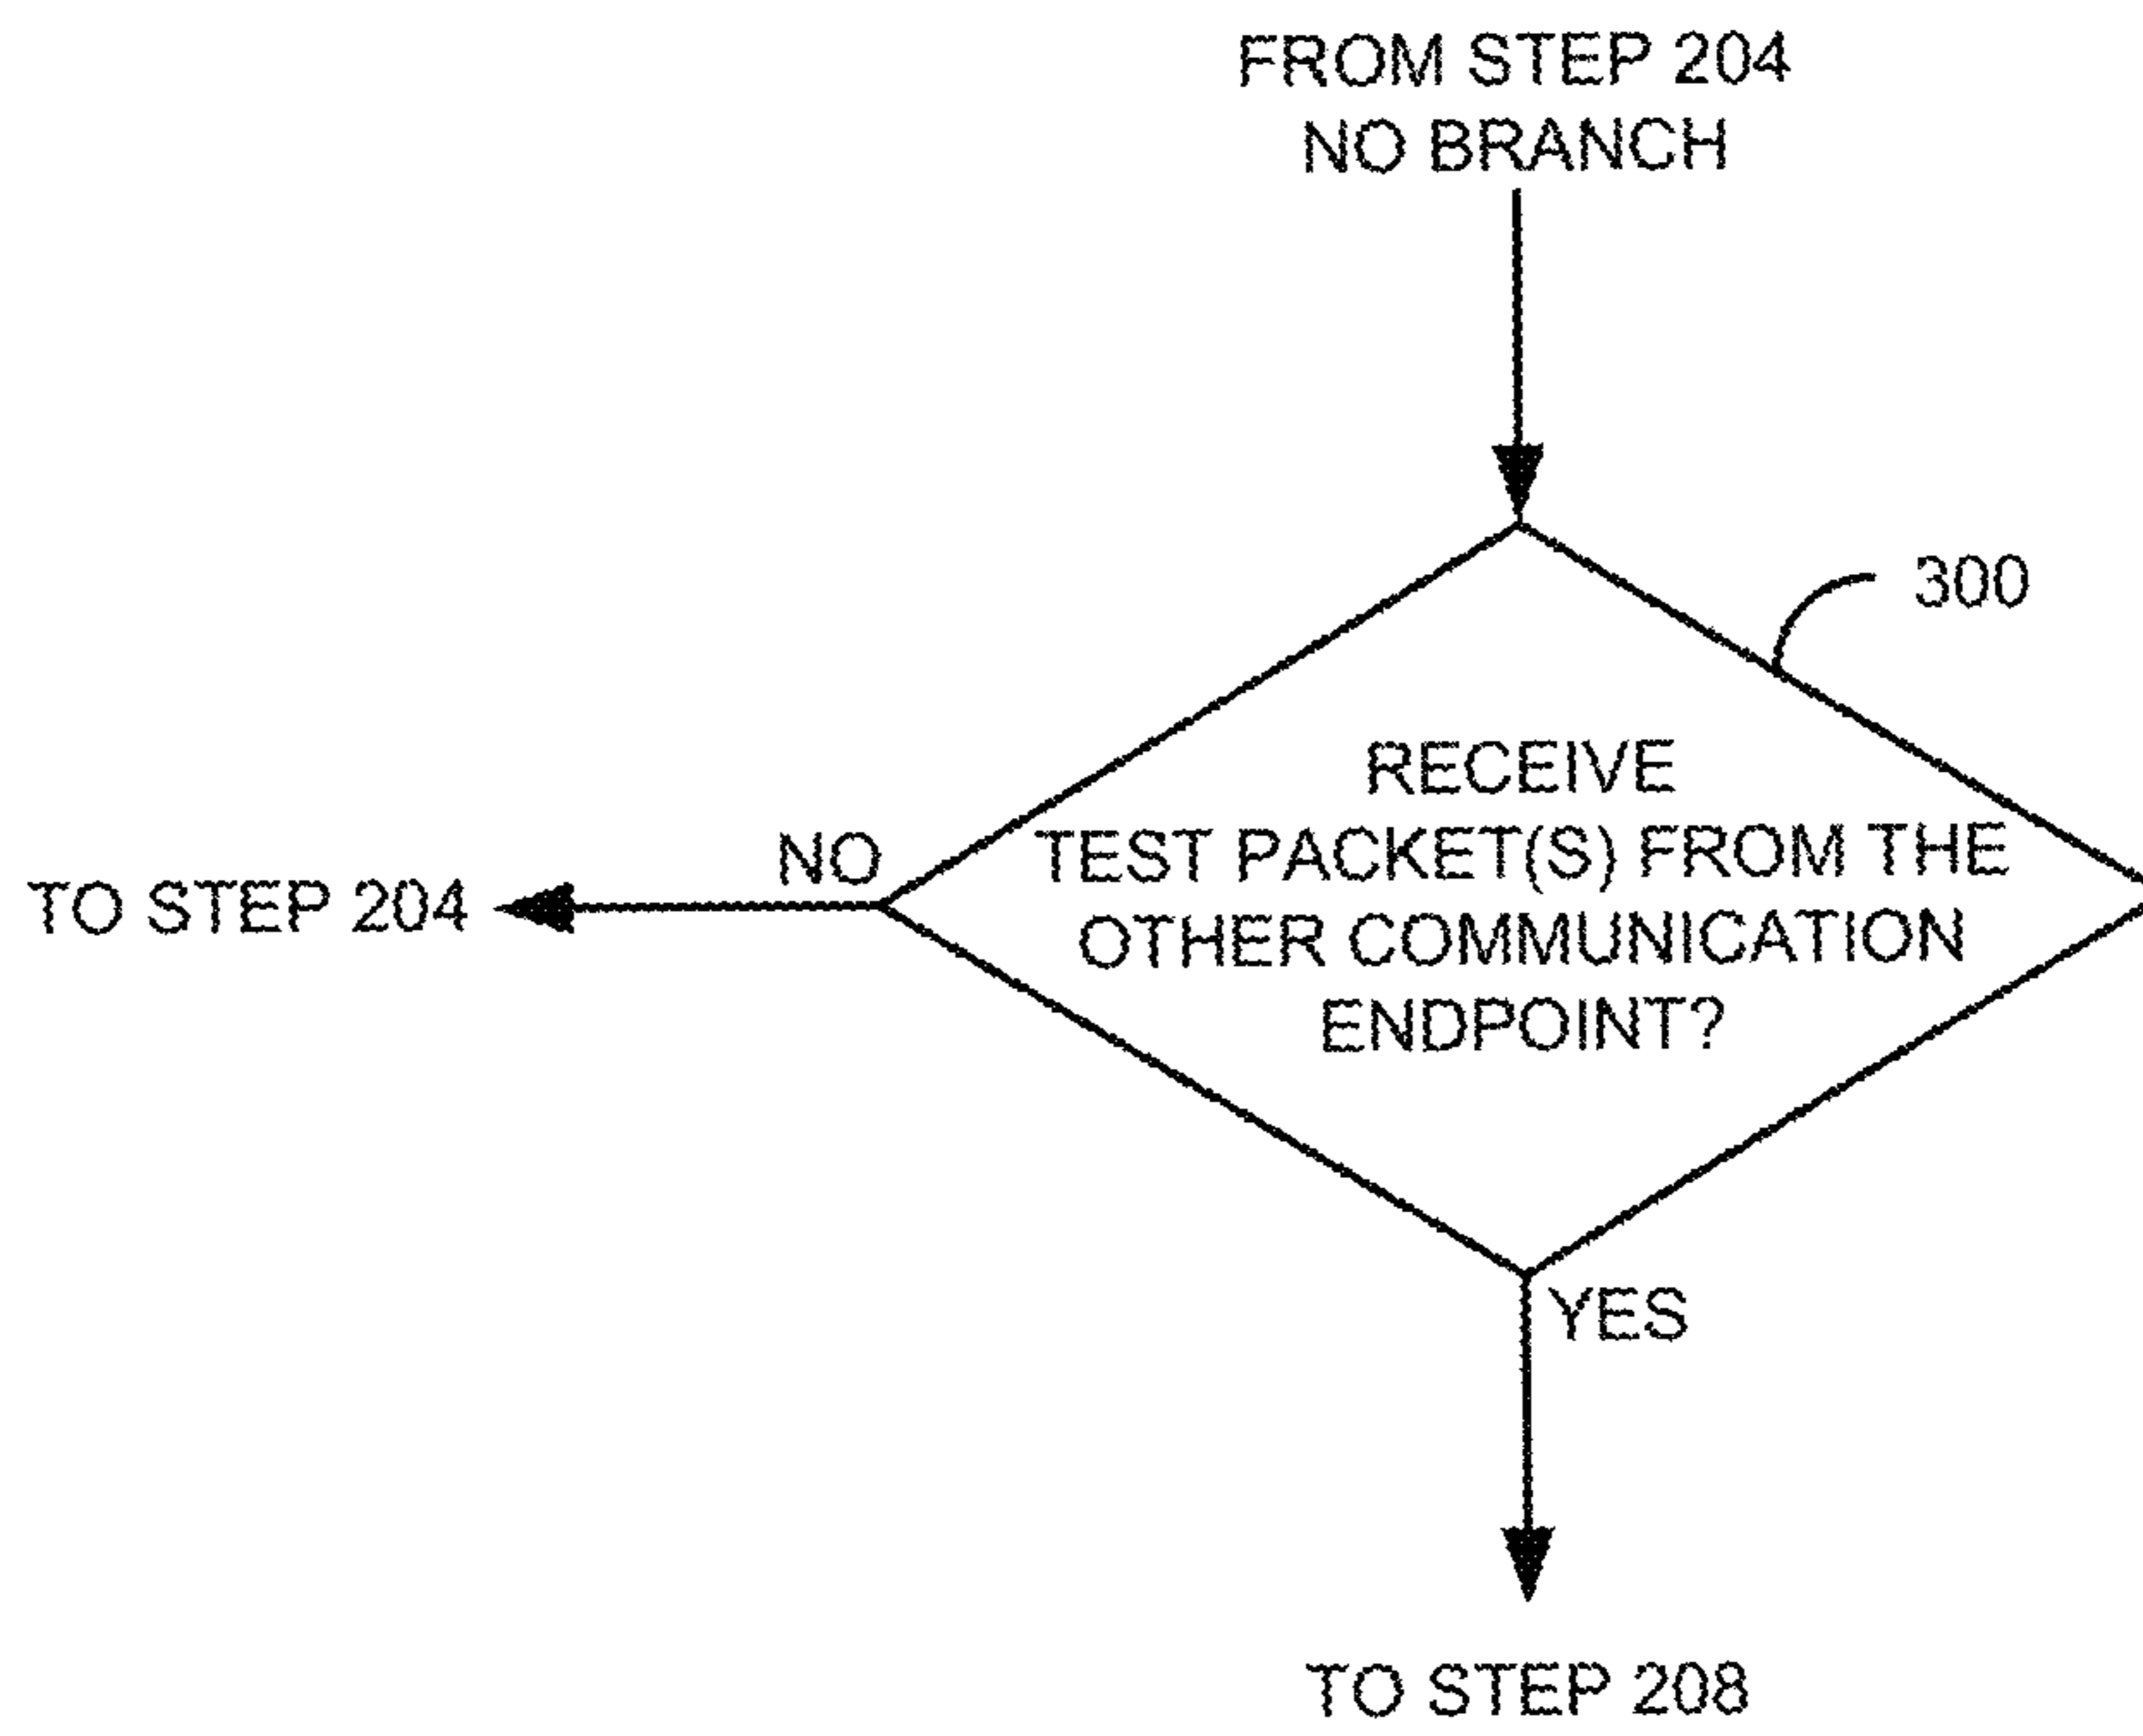 FROM STEP 204
NO BRANCH
300
RECEIVE
TEST PACKET(S) FROM THE
OTHER COMMUNICATION
ENDPOINT?
NO
TO STEP 204
YES
TO STEP 208